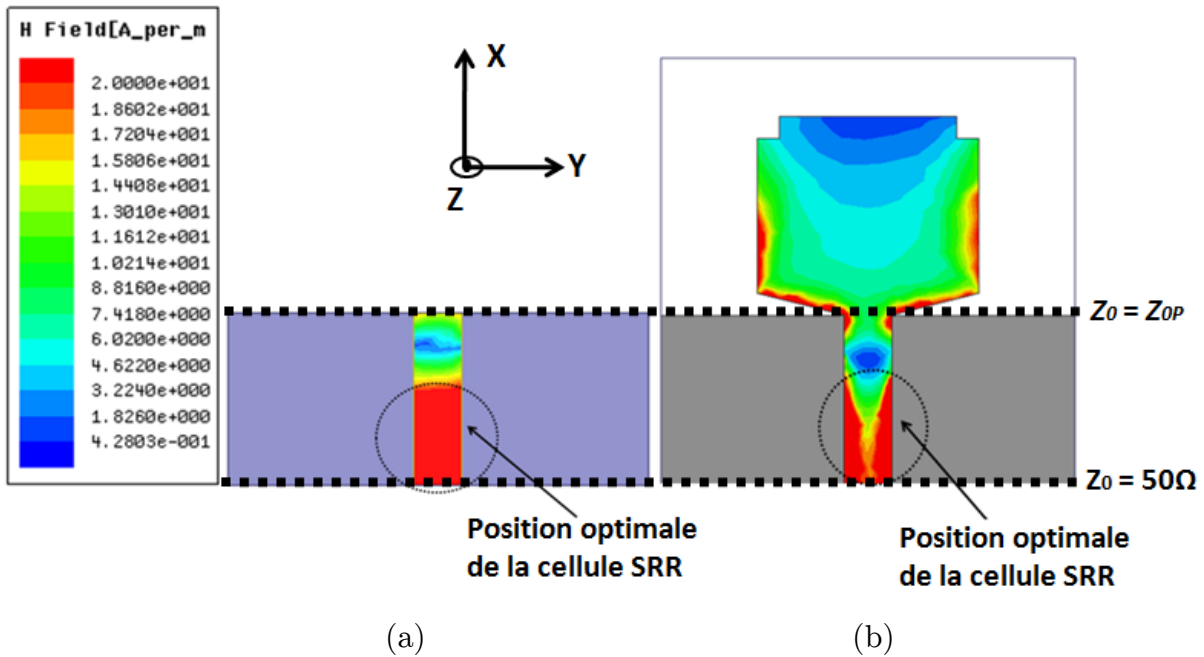 H Field[A_per_m
2.0000e+001
1.8602e+001
1.7204e+001
1.5806e+001
1.4408e+001
1.3010e+001
1.1612e+001
1.0214e+001
8.8160e+000
7.4180e+000
6.0200e+000
4.6220e+000
3.2240e+000
1.8260e+000
4.2803e-001
X
Y
Z
Z0 = Z0P
Z0 = 50Ω
Position optimale
de la cellule SRR
Position optimale
de la cellule SRR
(a)
(b)